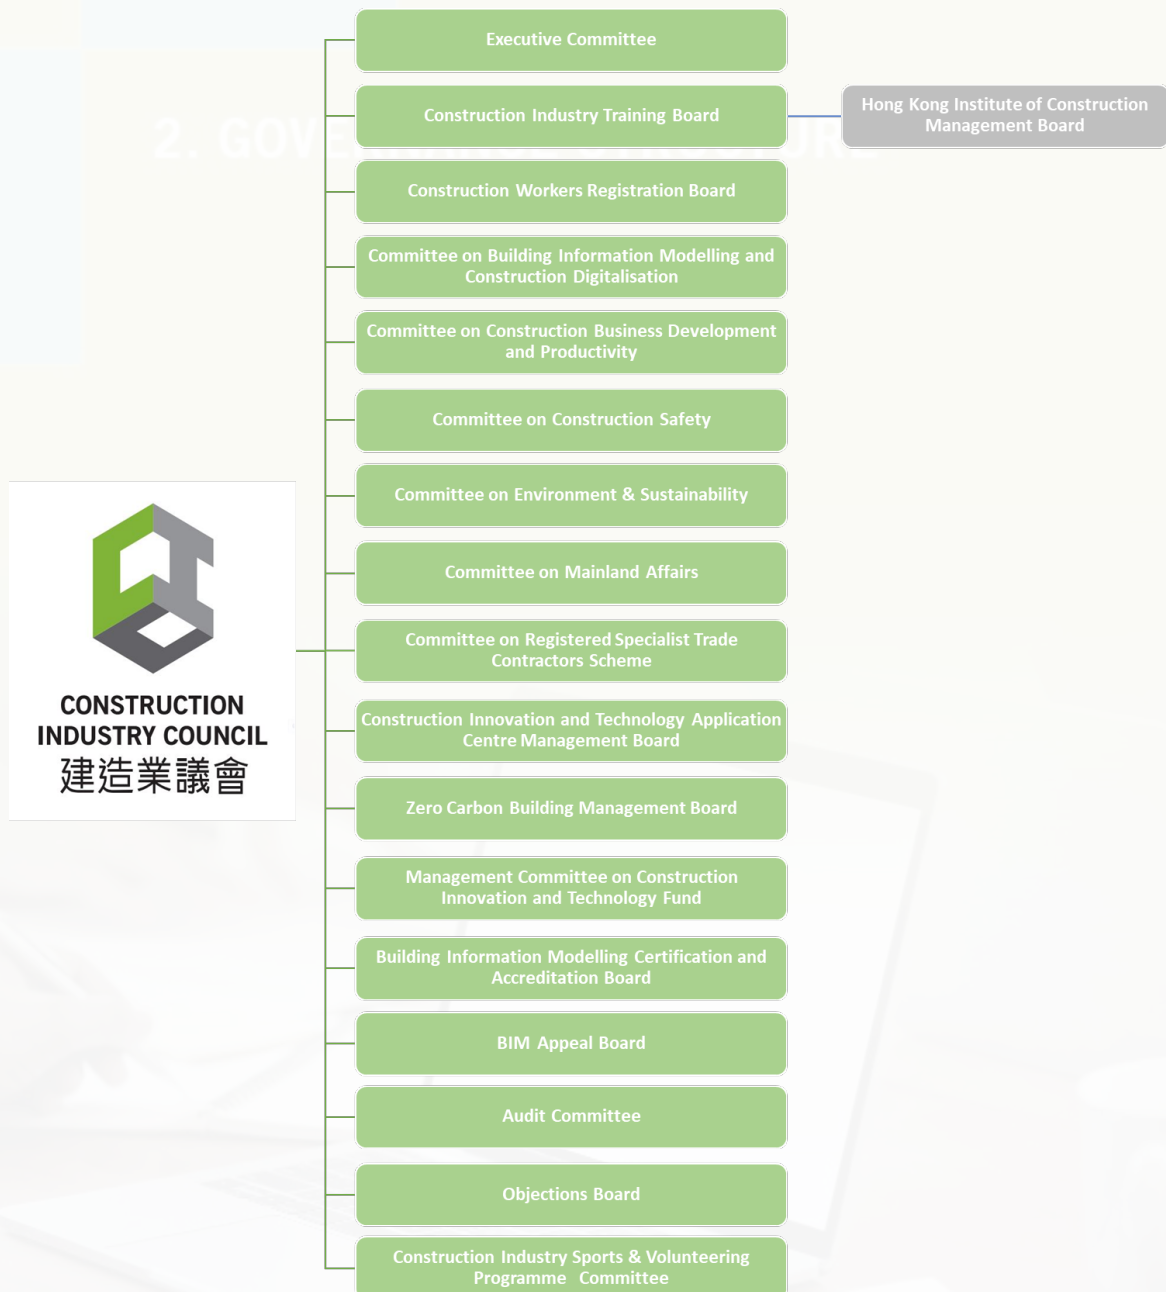 Executive Committee
Construction Industry Training Board
Hong Kong Institute of Construction
Management Board
2. GOVERNANCE STRUCTURE
Construction Workers Registration Board
Committee on Building Information Modelling and
Construction Digitalisation
Committee on Construction Business Development
and Productivity
Committee on Construction Safety
Committee on Environment & Sustainability
Committee on Mainland Affairs
Committee on Registered Specialist Trade
Contractors Scheme
CONSTRUCTION
INDUSTRY COUNCIL
建造業議會
Construction Innovation and Technology Application
Centre Management Board
Zero Carbon Building Management Board
Management Committee on Construction
Innovation and Technology Fund
Building Information Modelling Certification and
Accreditation Board
BIM Appeal Board
Audit Committee
Objections Board
Construction Industry Sports & Volunteering
Programme Committee